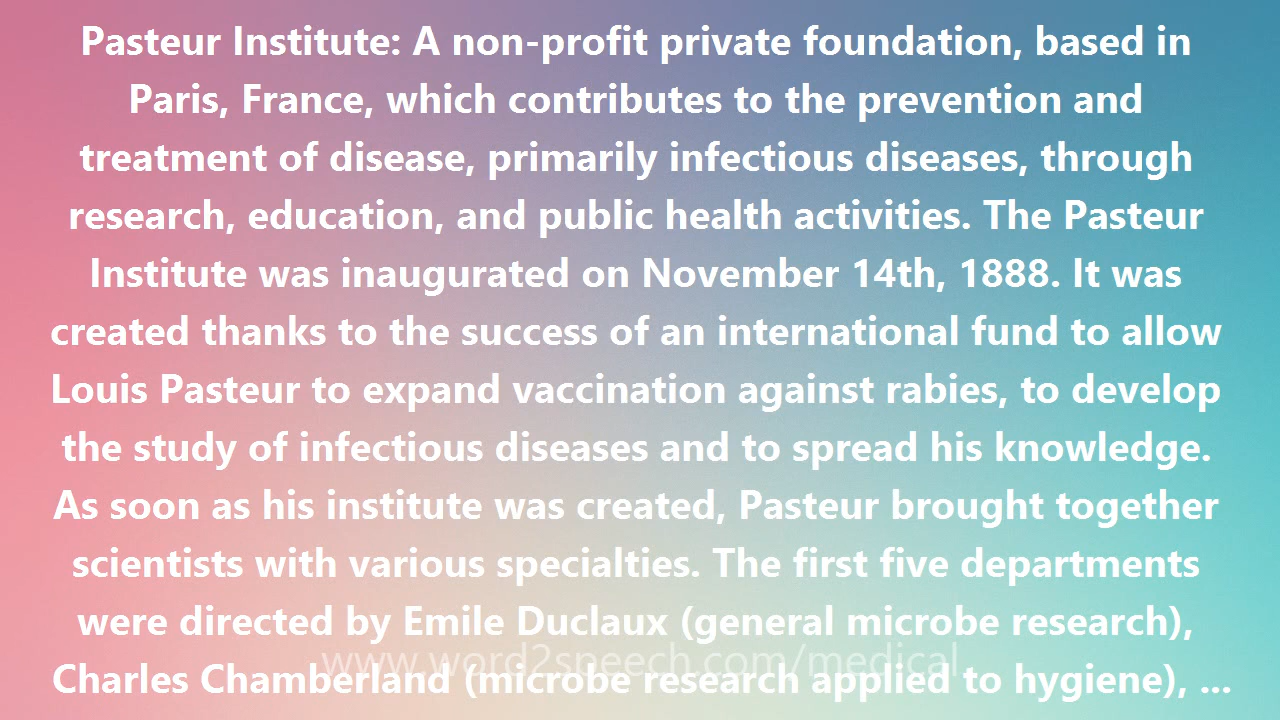 Pasteur Institute: A non-profit private foundation, based in
Paris, France, which contributes to the prevention and
treatment of disease, primarily infectious diseases, through
research, education, and public health activities. The Pasteur
Institute was inaugurated on November 14th, 1888. It was
created thanks to the success of an international fund to allow
Louis Pasteur to expand vaccination against rabies, to develop
the study of infectious diseases and to spread his knowledge.
As soon as his institute was created, Pasteur brought together
scientists with various specialties. The first five departments
were directed by Emile Duclaux (general microbe research),
www.word2speech.com/medical
Charles Chamberland (microbe research applied to hygiene), ...